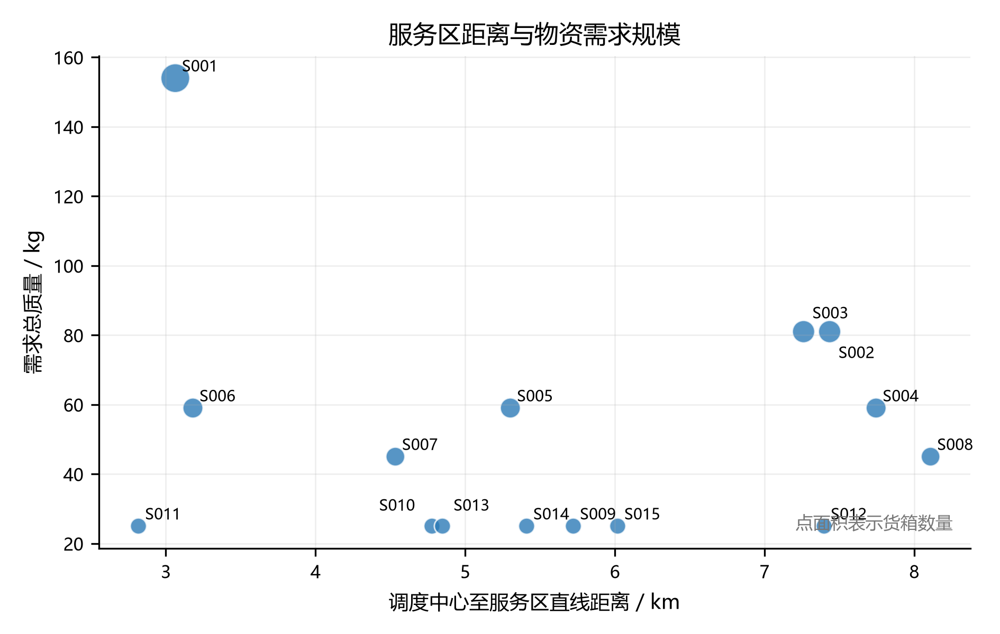 服务区距离与物资需求规模
160
S001
140
120
需求总质量 / kg
100
S003
80
S002
S006
S005
S004
60
S007
S008
40
S010
S013
S011
S014
S009
S015
S012
点面积表示货箱数量
20
3
4
5
6
7
8
调度中心至服务区直线距离 / km